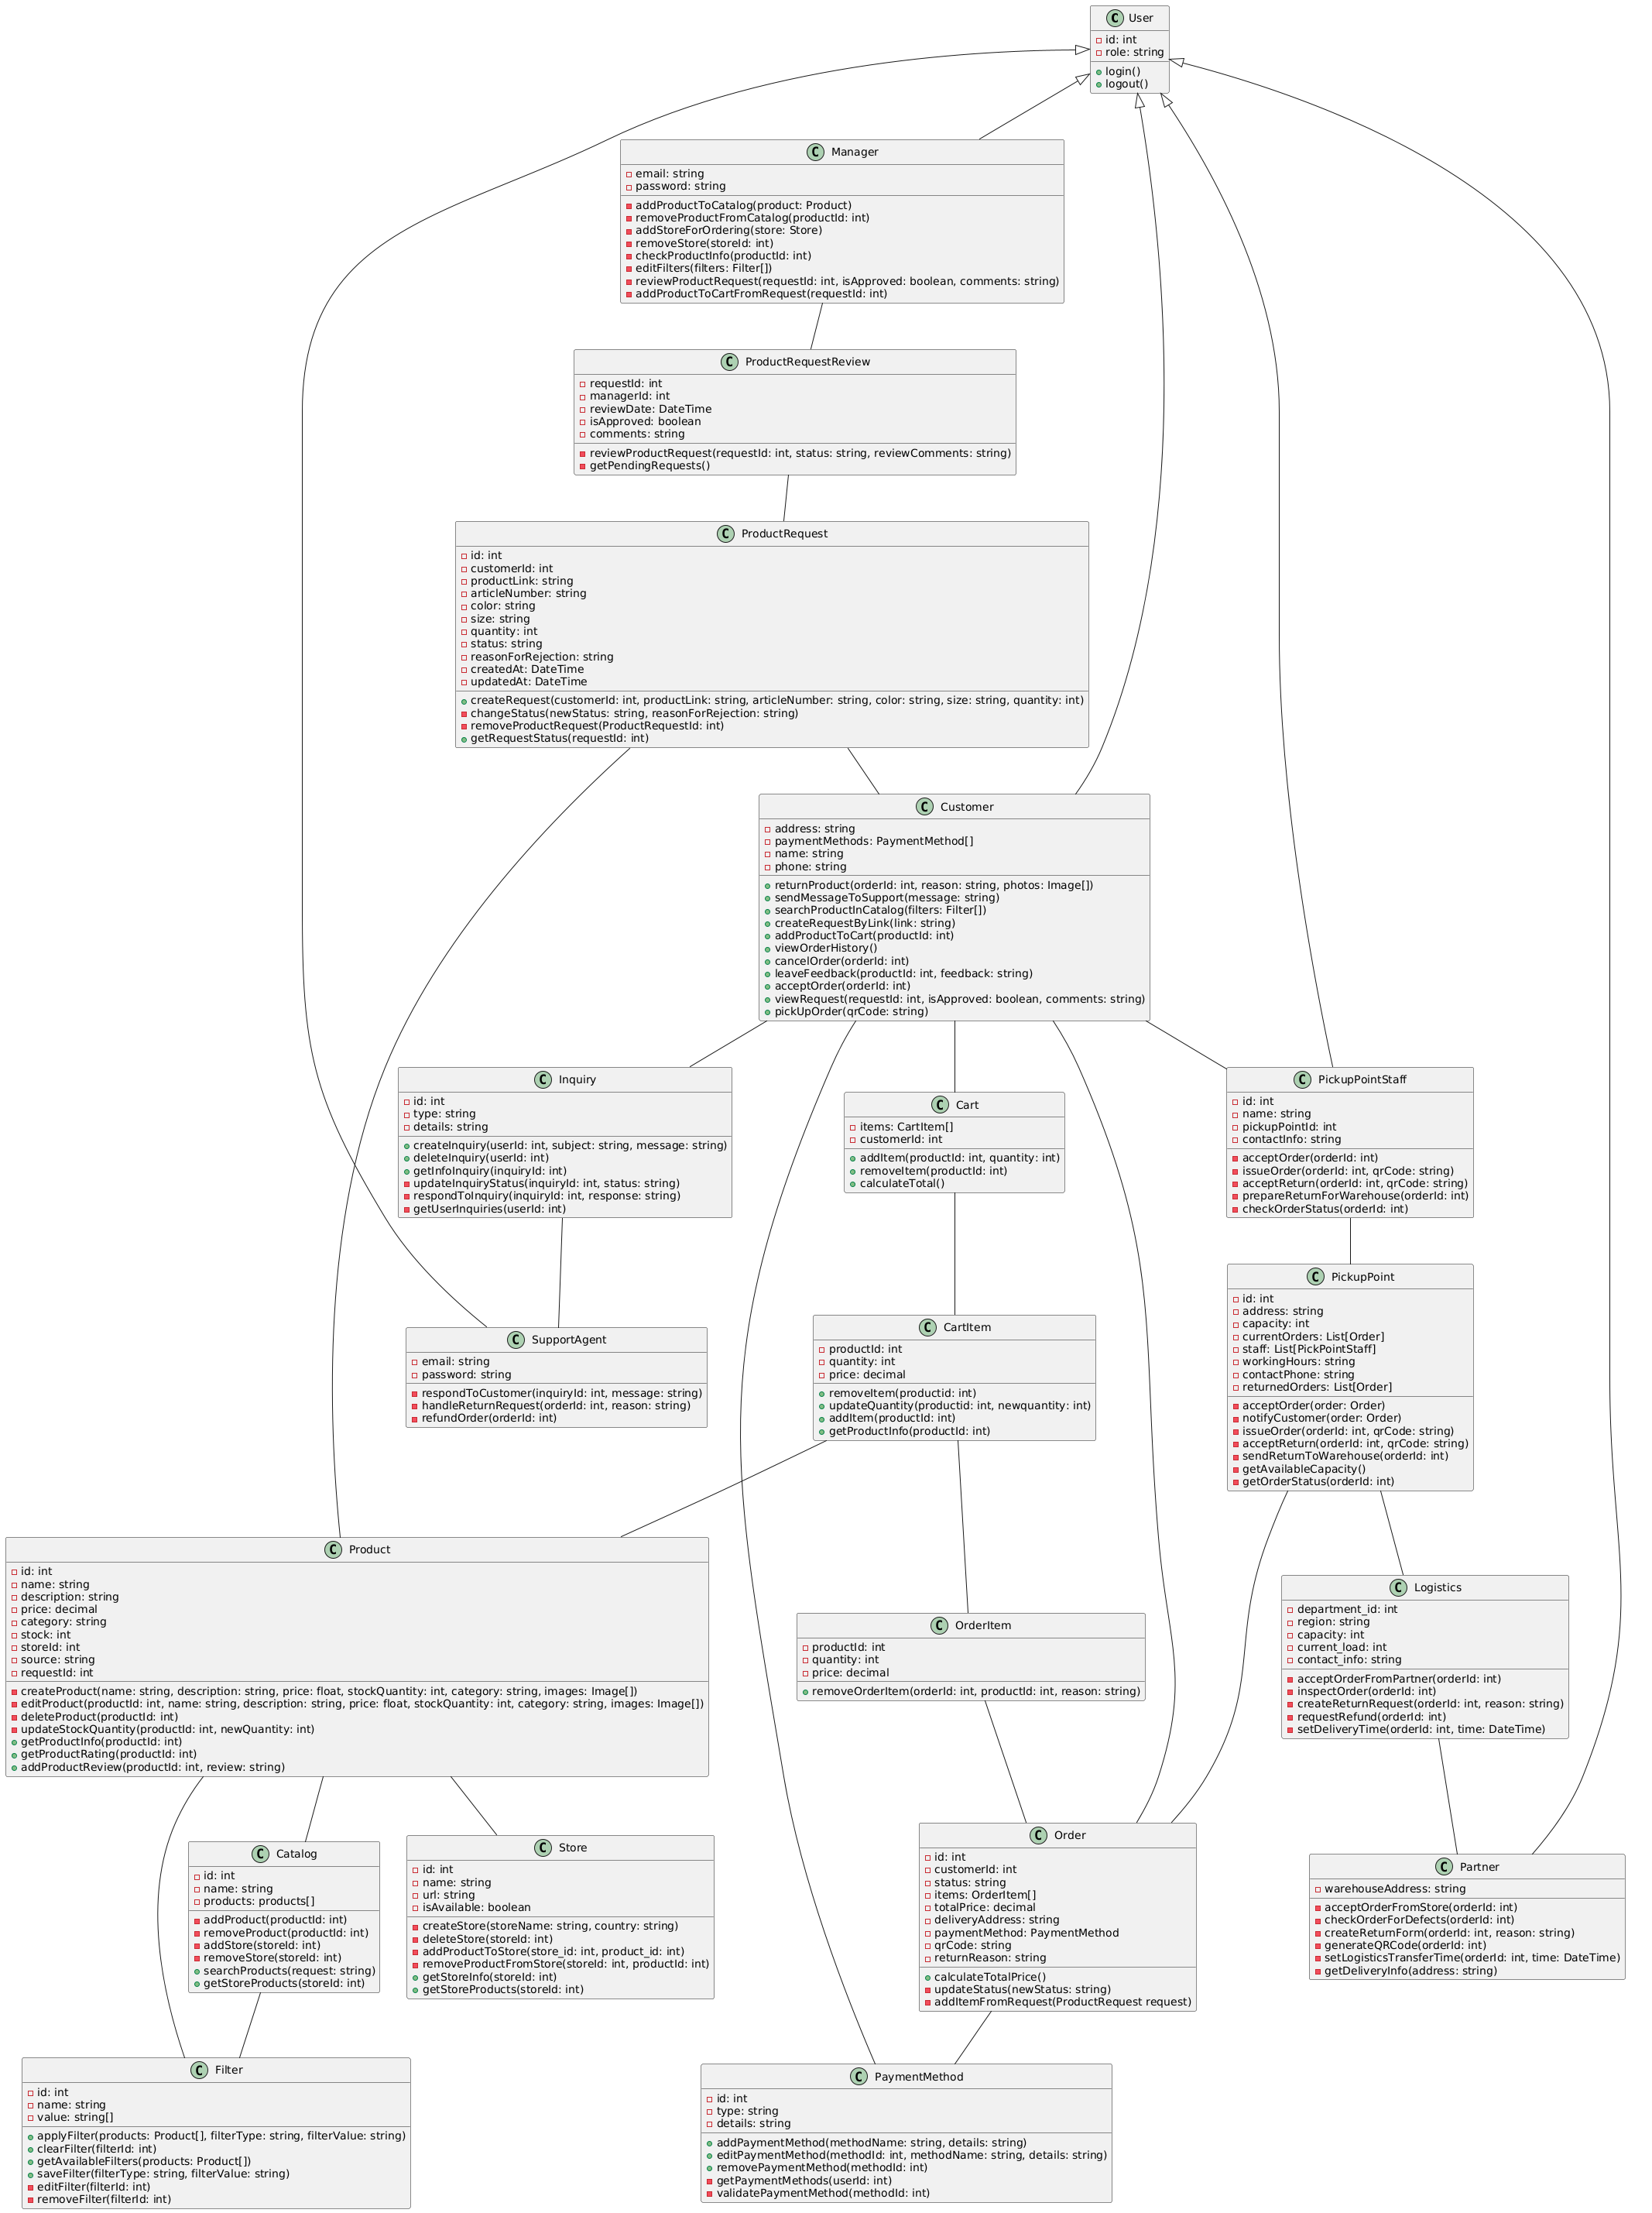 User
id: int
role: string
login()
logout()
Manager
email: string
password: string
addProductToCatalog(product: Product)
removeProductFromCatalog(productId: int)
addStoreForOrdering(store: Store)
removeStore(storeId: int)
checkProductInfo(productId: int)
editFilters(filters: Filter[])
reviewProductRequest(requestId: int, isApproved: boolean, comments: string)
addProductToCartFromRequest(requestId: int)
ProductRequestReview
requestId: int
managerId: int
reviewDate: DateTime
isApproved: boolean
comments: string
reviewProductRequest(requestId: int, status: string, reviewComments: string)
getPendingRequests()
ProductRequest
id: int
customerId: int
productLink: string
articleNumber: string
color: string
size: string
quantity: int
status: string
reasonForRejection: string
createdAt: DateTime
updatedAt: DateTime
createRequest(customerId: int, productLink: string, articleNumber: string, color: string, size: string, quantity: int)
changeStatus(newStatus: string, reasonForRejection: string)
removeProductRequest(ProductRequestId: int)
getRequestStatus(requestId: int)
Customer
address: string
paymentMethods: PaymentMethod[]
name: string
phone: string
returnProduct(orderId: int, reason: string, photos: Image[])
sendMessageToSupport(message: string)
searchProductInCatalog(filters: Filter[])
createRequestByLink(link: string)
addProductToCart(productId: int)
viewOrderHistory()
cancelOrder(orderId: int)
leaveFeedback(productId: int, feedback: string)
acceptOrder(orderId: int)
viewRequest(requestId: int, isApproved: boolean, comments: string)
pickUpOrder(qrCode: string)
Inquiry
id: int
type: string
details: string
createInquiry(userId: int, subject: string, message: string)
deleteInquiry(userId: int)
getInfoInquiry(inquiryId: int)
updateInquiryStatus(inquiryId: int, status: string)
respondToInquiry(inquiryId: int, response: string)
getUserInquiries(userId: int)
Cart
items: CartItem[]
customerId: int
addItem(productId: int, quantity: int)
removeItem(productId: int)
calculateTotal()
PickupPointStaff
id: int
name: string
pickupPointId: int
contactInfo: string
acceptOrder(orderId: int)
issueOrder(orderId: int, qrCode: string)
acceptReturn(orderId: int, qrCode: string)
prepareReturnForWarehouse(orderId: int)
checkOrderStatus(orderId: int)
SupportAgent
email: string
password: string
respondToCustomer(inquiryId: int, message: string)
handleReturnRequest(orderId: int, reason: string)
refundOrder(orderId: int)
CartItem
productId: int
quantity: int
price: decimal
removeItem(productid: int)
updateQuantity(productid: int, newquantity: int)
addItem(productId: int)
getProductInfo(productId: int)
PickupPoint
id: int
address: string
capacity: int
currentOrders: List[Order]
staff: List[PickPointStaff]
workingHours: string
contactPhone: string
returnedOrders: List[Order]
acceptOrder(order: Order)
notifyCustomer(order: Order)
issueOrder(orderId: int, qrCode: string)
acceptReturn(orderId: int, qrCode: string)
sendReturnToWarehouse(orderId: int)
getAvailableCapacity()
getOrderStatus(orderId: int)
Product
id: int
name: string
description: string
price: decimal
category: string
stock: int
storeId: int
source: string
requestId: int
createProduct(name: string, description: string, price: float, stockQuantity: int, category: string, images: Image[])
editProduct(productId: int, name: string, description: string, price: float, stockQuantity: int, category: string, images: Image[])
deleteProduct(productId: int)
updateStockQuantity(productId: int, newQuantity: int)
getProductInfo(productId: int)
getProductRating(productId: int)
addProductReview(productId: int, review: string)
OrderItem
productId: int
quantity: int
price: decimal
removeOrderItem(orderId: int, productId: int, reason: string)
Logistics
department_id: int
region: string
capacity: int
current_load: int
contact_info: string
acceptOrderFromPartner(orderId: int)
inspectOrder(orderId: int)
createReturnRequest(orderId: int, reason: string)
requestRefund(orderId: int)
setDeliveryTime(orderId: int, time: DateTime)
Catalog
id: int
name: string
products: products[]
addProduct(productId: int)
removeProduct(productId: int)
addStore(storeId: int)
removeStore(storeId: int)
searchProducts(request: string)
getStoreProducts(storeId: int)
Store
id: int
name: string
url: string
isAvailable: boolean
createStore(storeName: string, country: string)
deleteStore(storeId: int)
addProductToStore(store_id: int, product_id: int)
removeProductFromStore(storeId: int, productId: int)
getStoreInfo(storeId: int)
getStoreProducts(storeId: int)
Order
id: int
customerId: int
status: string
items: OrderItem[]
totalPrice: decimal
deliveryAddress: string
paymentMethod: PaymentMethod
qrCode: string
returnReason: string
calculateTotalPrice()
updateStatus(newStatus: string)
addItemFromRequest(ProductRequest request)
Partner
warehouseAddress: string
acceptOrderFromStore(orderId: int)
checkOrderForDefects(orderId: int)
createReturnForm(orderId: int, reason: string)
generateQRCode(orderId: int)
setLogisticsTransferTime(orderId: int, time: DateTime)
getDeliveryInfo(address: string)
Filter
id: int
name: string
value: string[]
applyFilter(products: Product[], filterType: string, filterValue: string)
clearFilter(filterId: int)
getAvailableFilters(products: Product[])
saveFilter(filterType: string, filterValue: string)
editFilter(filterId: int)
removeFilter(filterId: int)
PaymentMethod
id: int
type: string
details: string
addPaymentMethod(methodName: string, details: string)
editPaymentMethod(methodId: int, methodName: string, details: string)
removePaymentMethod(methodId: int)
getPaymentMethods(userId: int)
validatePaymentMethod(methodId: int)